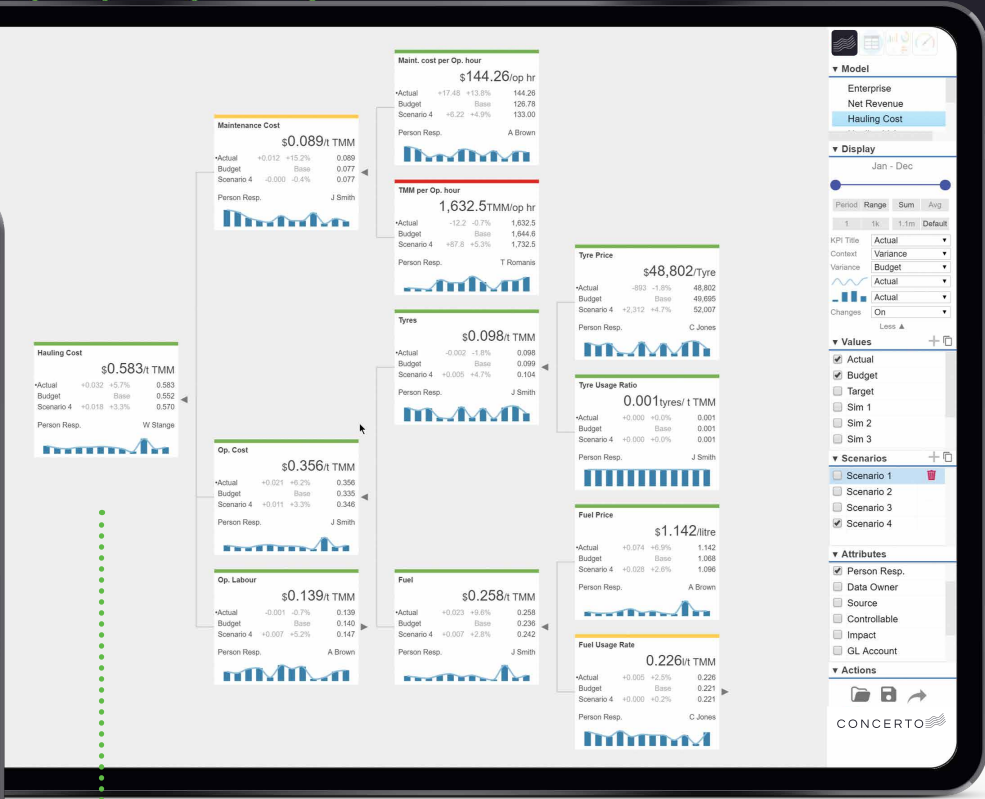 Hauling Cost
$0.583/t TMM
•Actual +0.032 +5.7% 0.583
Budget Base 0.552
Scenario 4 +0.018 +3.3% 0.570
Person Resp. W Stange
Maintenance Cost
$0.089/t TMM
•Actual +0.012 +15.2% 0.089
Budget Base 0.077
Scenario 4 -0.000 -0.4% 0.077
Person Resp. J Smith
Op. Cost
$0.356/t TMM
•Actual +0.021 +6.2% 0.356
Budget Base 0.335
Scenario 4 +0.011 +3.3% 0.346
Person Resp. J Smith
Op. Labour
$0.139/t TMM
•Actual -0.001 -0.7% 0.139
Budget Base 0.140
Scenario 4 +0.007 +5.2% 0.147
Person Resp. A Brown
Maint. cost per Op. hour
$144.26/op hr
•Actual +17.48 +13.8% 144.26
Budget Base 126.78
Scenario 4 +6.22 +4.9% 133.00
Person Resp. A Brown
TMM per Op. hour
1,632.5TMM/op hr
•Actual -12.2 -0.7% 1,632.5
Budget Base 1,644.6
Scenario 4 +87.8 +5.3% 1,732.5
Person Resp. T Romanis
Tyres
$0.098/t TMM
•Actual -0.002 -1.8% 0.098
Budget Base 0.099
Scenario 4 +0.005 +4.7% 0.104
Person Resp. J Smith
Fuel
$0.258/t TMM
•Actual +0.023 +9.6% 0.258
Budget Base 0.236
Scenario 4 +0.007 +2.8% 0.242
Person Resp. J Smith
Tyre Price
$48,802/Tyre
•Actual -893 -1.8% 48,802
Budget Base 49,695
Scenario 4 +2,312 +4.7% 52,007
Person Resp. C Jones
Tyre Usage Ratio
0.001tyres/ t TMM
•Actual +0.000 +0.0% 0.001
Budget Base 0.001
Scenario 4 +0.000 +0.0% 0.001
Person Resp. J Smith
Fuel Price
$1.142/litre
•Actual +0.074 +6.9% 1.142
Budget Base 1.068
Scenario 4 +0.028 +2.6% 1.096
Person Resp. A Brown
Fuel Usage Rate
0.226l/t TMM
•Actual +0.005 +2.5% 0.226
Budget Base 0.221
Scenario 4 +0.000 +0.2% 0.221
Person Resp. C Jones
Model
Enterprise
Net Revenue
Hauling Cost
Display
Jan - Dec
Period Range Sum Avg
1 1k 1.1m Default
KPI Title Actual
Context Variance
Variance Budget
Actual
Actual
Changes On
Less
Values
Actual
Budget
Target
Sim 1
Sim 2
Sim 3
Scenarios
Scenario 1
Scenario 2
Scenario 3
Scenario 4
Attributes
Person Resp.
Data Owner
Source
Controllable
Impact
GL Account
Actions
CONCERTO